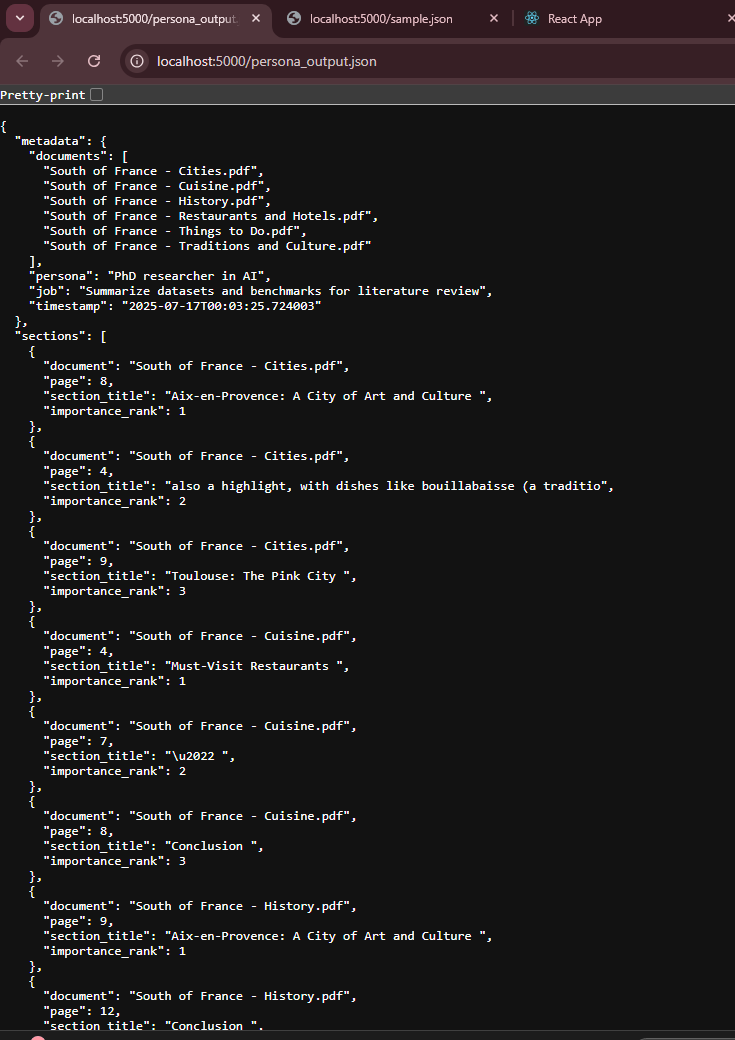 localhost:5000/persona_output.
localhost:5000/sample.json
React App
localhost:5000/persona_output.json
Pretty-print
{
"metadata": {
"documents": [
"South of France - Cities.pdf",
"South of France - Cuisine.pdf",
"South of France - History.pdf",
"South of France - Restaurants and Hotels.pdf",
"South of France - Things to Do.pdf",
"South of France - Traditions and Culture.pdf"
],
"persona": "PhD researcher in AI",
"job": "Summarize datasets and benchmarks for literature review",
"timestamp": "2025-07-17T00:03:25.724003"
},
"sections": [
{
"document": "South of France - Cities.pdf",
"page": 8,
"section_title": "Aix-en-Provence: A City of Art and Culture ",
"importance_rank": 1
},
{
"document": "South of France - Cities.pdf",
"page": 4,
"section_title": "also a highlight, with dishes like bouillabaisse (a traditio",
"importance_rank": 2
},
{
"document": "South of France - Cities.pdf",
"page": 9,
"section_title": "Toulouse: The Pink City ",
"importance_rank": 3
},
{
"document": "South of France - Cuisine.pdf",
"page": 4,
"section_title": "Must-Visit Restaurants ",
"importance_rank": 1
},
{
"document": "South of France - Cuisine.pdf",
"page": 7,
"section_title": "\u2022 ",
"importance_rank": 2
},
{
"document": "South of France - Cuisine.pdf",
"page": 8,
"section_title": "Conclusion ",
"importance_rank": 3
},
{
"document": "South of France - History.pdf",
"page": 9,
"section_title": "Aix-en-Provence: A City of Art and Culture ",
"importance_rank": 1
},
{
"document": "South of France - History.pdf",
"page": 12,
"section_title": "Conclusion ",